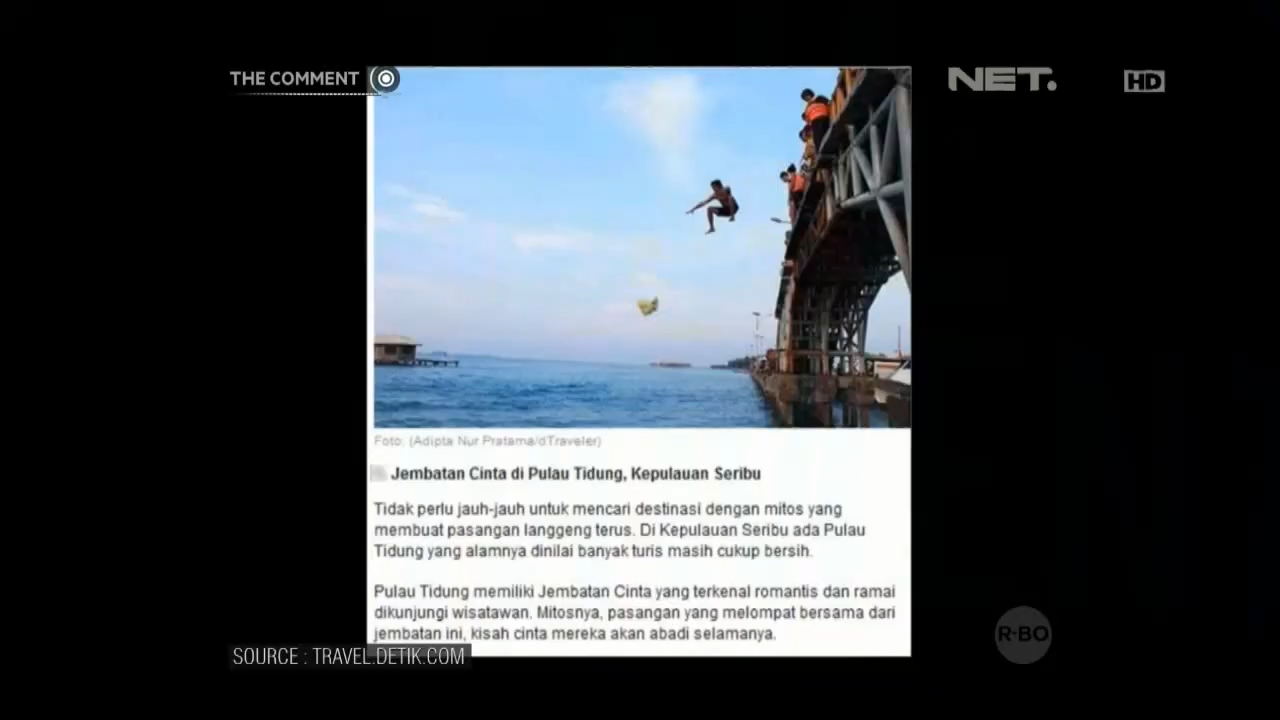 THE COMMENT
NET.
HD
Foto: (Adipta Nur Pratama/dTraveler)
Jembatan Cinta di Pulau Tidung, Kepulauan Seribu
Tidak perlu jauh-jauh untuk mencari destinasi dengan mitos yang
membuat pasangan langgeng terus. Di Kepulauan Seribu ada Pulau
Tidung yang alamnya dinilai banyak turis masih cukup bersih.
Pulau Tidung memiliki Jembatan Cinta yang terkenal romantis dan ramai
dikunjungi wisatawan. Mitosnya, pasangan yang melompat bersama dari
jembatan ini, kisah cinta mereka akan abadi selamanya.
R-BO
SOURCE : TRAVEL.DETIK.COM